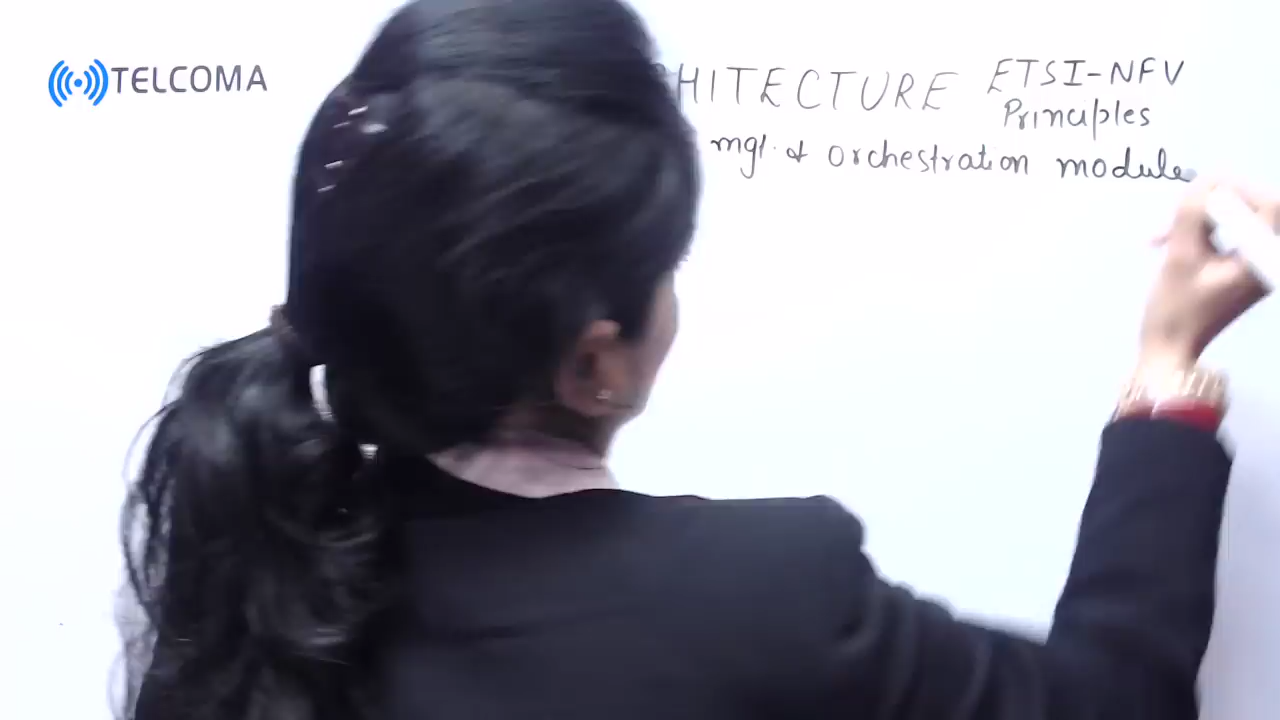 TELCOMA
HITECTURE ETSI-NFV
Principles
mgt. & Orchestration module